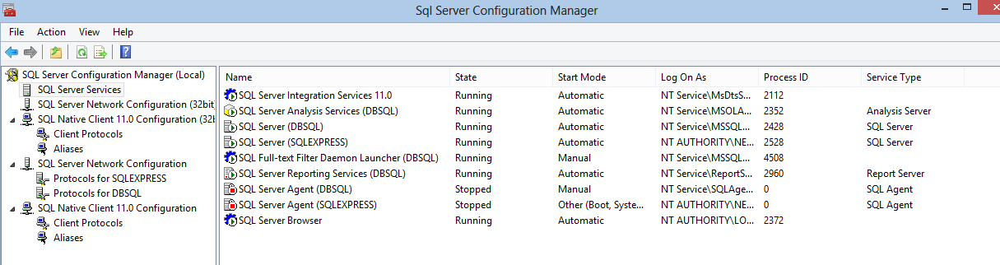 Sql Server Configuration Manager
File Action View Help
SQL Server Configuration Manager (Local)
SQL Server Services
SQL Server Network Configuration (32bit
SQL Native Client 11.0 Configuration (32b
Client Protocols
Aliases
SQL Server Network Configuration
Protocols for SQLEXPRESS
Protocols for DBSQL
SQL Native Client 11.0 Configuration
Client Protocols
Aliases
Name State Start Mode Log On As Process ID Service Type
SQL Server Integration Services 11.0 Running Automatic NT Service\MsDtsS... 2112
SQL Server Analysis Services (DBSQL) Running Automatic NT Service\MSOLA... 2352 Analysis Server
SQL Server (DBSQL) Running Automatic NT Service\MSSQL... 2428 SQL Server
SQL Server (SQLEXPRESS) Running Automatic NT AUTHORITY\NE... 2528 SQL Server
SQL Full-text Filter Daemon Launcher (DBSQL) Running Manual NT Service\MSSQL... 4508
SQL Server Reporting Services (DBSQL) Running Automatic NT Service\ReportS... 2960 Report Server
SQL Server Agent (DBSQL) Stopped Manual NT Service\SQLAge... 0 SQL Agent
SQL Server Agent (SQLEXPRESS) Stopped Other (Boot, Syste... NT AUTHORITY\NE... 0 SQL Agent
SQL Server Browser Running Automatic NT AUTHORITY\LO... 2372